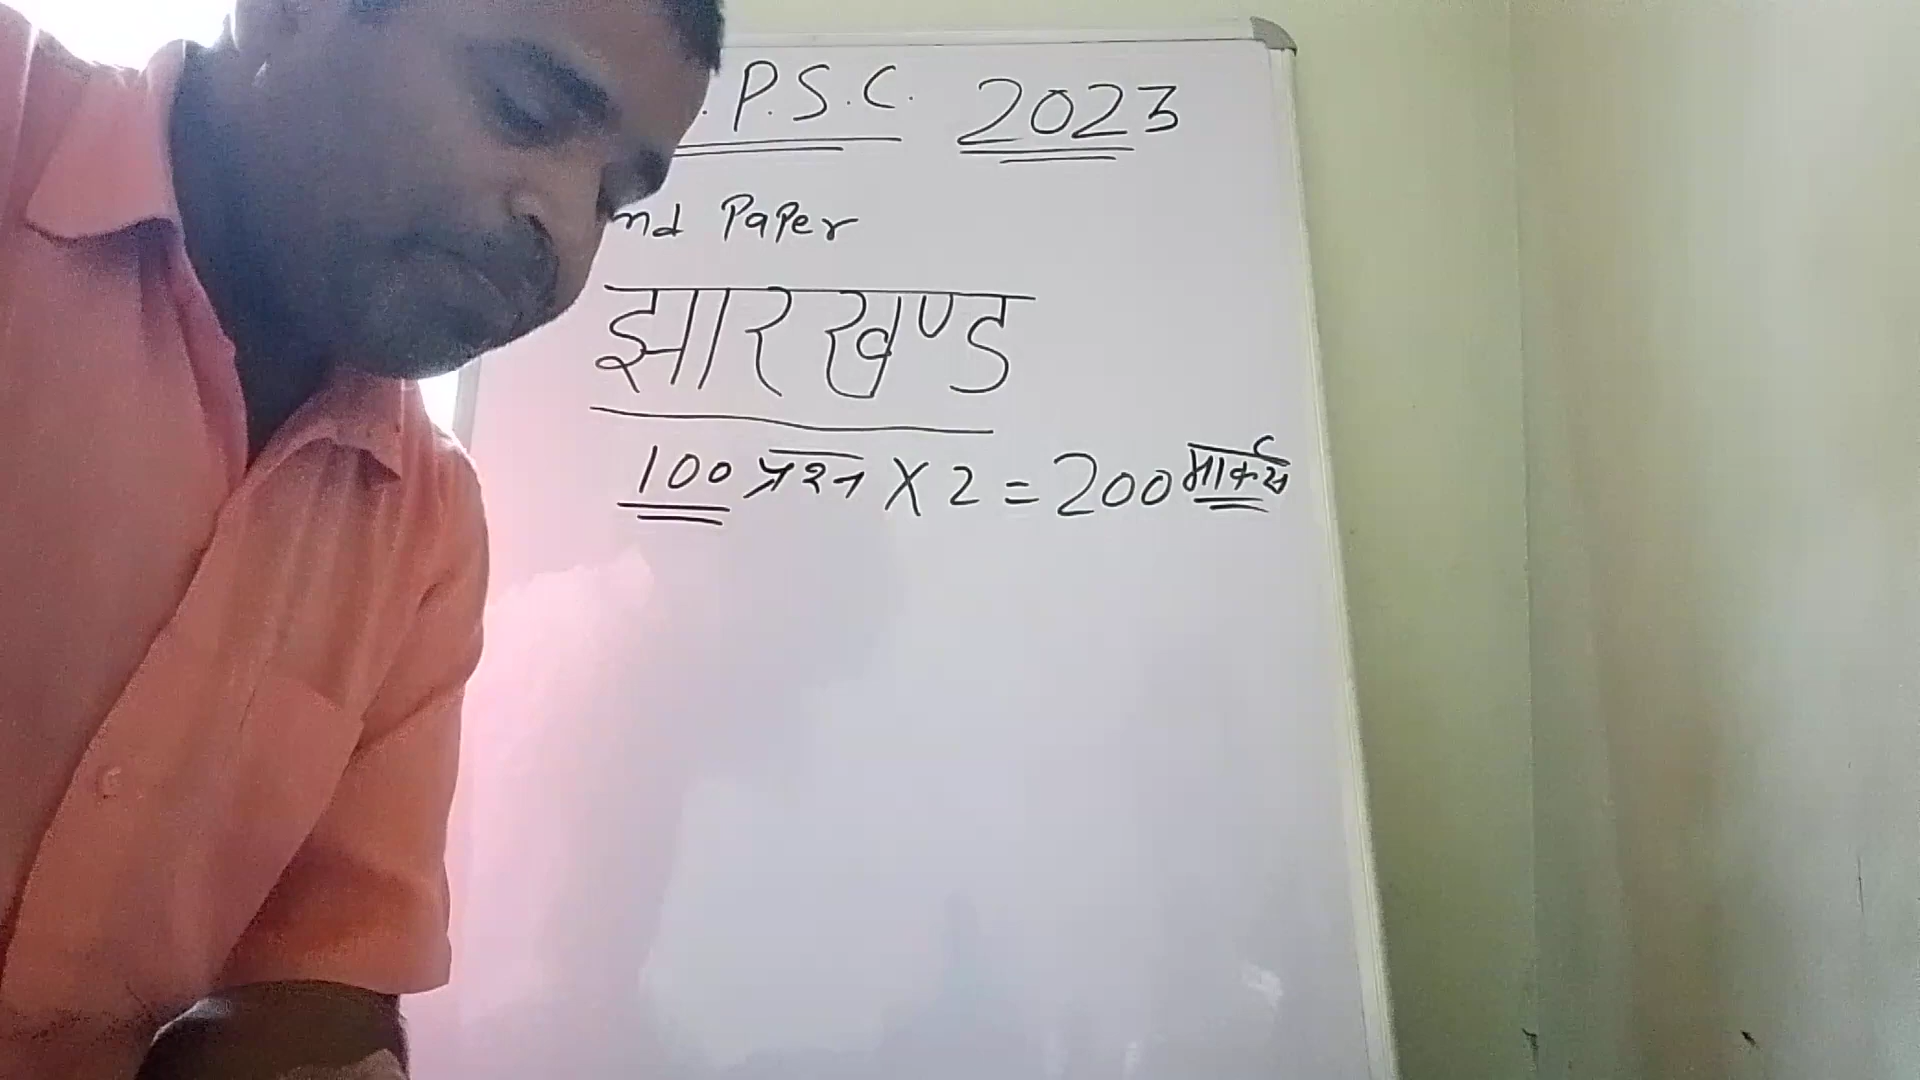 .P.S.C. 2023
nd Paper
झारखण्ड
100 प्रश्न X 2 = 200 मार्क्स